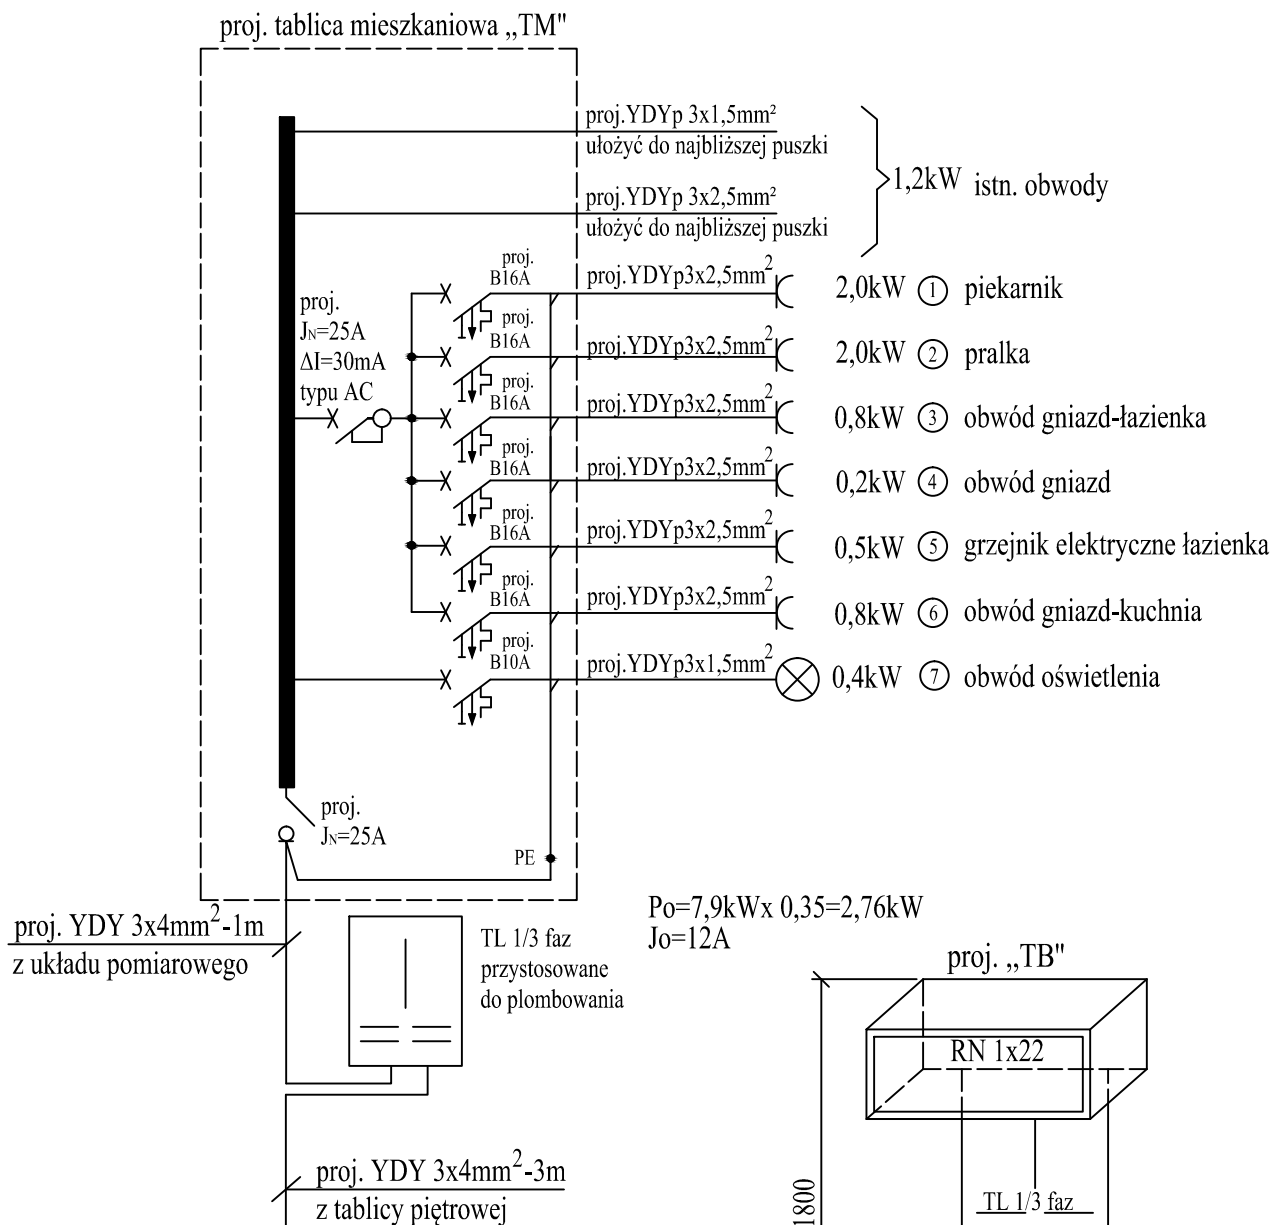 proj. tablica mieszkaniowa ,,TM"
proj.YDYp 3x1,5mm²
ułożyć do najbliższej puszki
proj.YDYp 3x2,5mm²
ułożyć do najbliższej puszki
1,2kW istn. obwody
proj.
B16A
proj.YDYp3x2,5mm²
2,0kW 1 piekarnik
proj.
JN=25A
ΔI=30mA
typu AC
proj.
B16A
proj.YDYp3x2,5mm²
2,0kW 2 pralka
proj.
B16A
proj.YDYp3x2,5mm²
0,8kW 3 obwód gniazd-łazienka
proj.
B16A
proj.YDYp3x2,5mm²
0,2kW 4 obwód gniazd
proj.
B16A
proj.YDYp3x2,5mm²
0,5kW 5 grzejnik elektryczne łazienka
proj.
B16A
proj.YDYp3x2,5mm²
0,8kW 6 obwód gniazd-kuchnia
proj.
B10A
proj.YDYp3x1,5mm²
0,4kW 7 obwód oświetlenia
proj.
JN=25A
PE
proj. YDY 3x4mm²-1m
z układu pomiarowego
TL 1/3 faz
przystosowane
do plombowania
Po=7,9kWx 0,35=2,76kW
Jo=12A
proj. ,,TB"
RN 1x22
1800
TL 1/3 faz
proj. YDY 3x4mm²-3m
z tablicy piętrowej